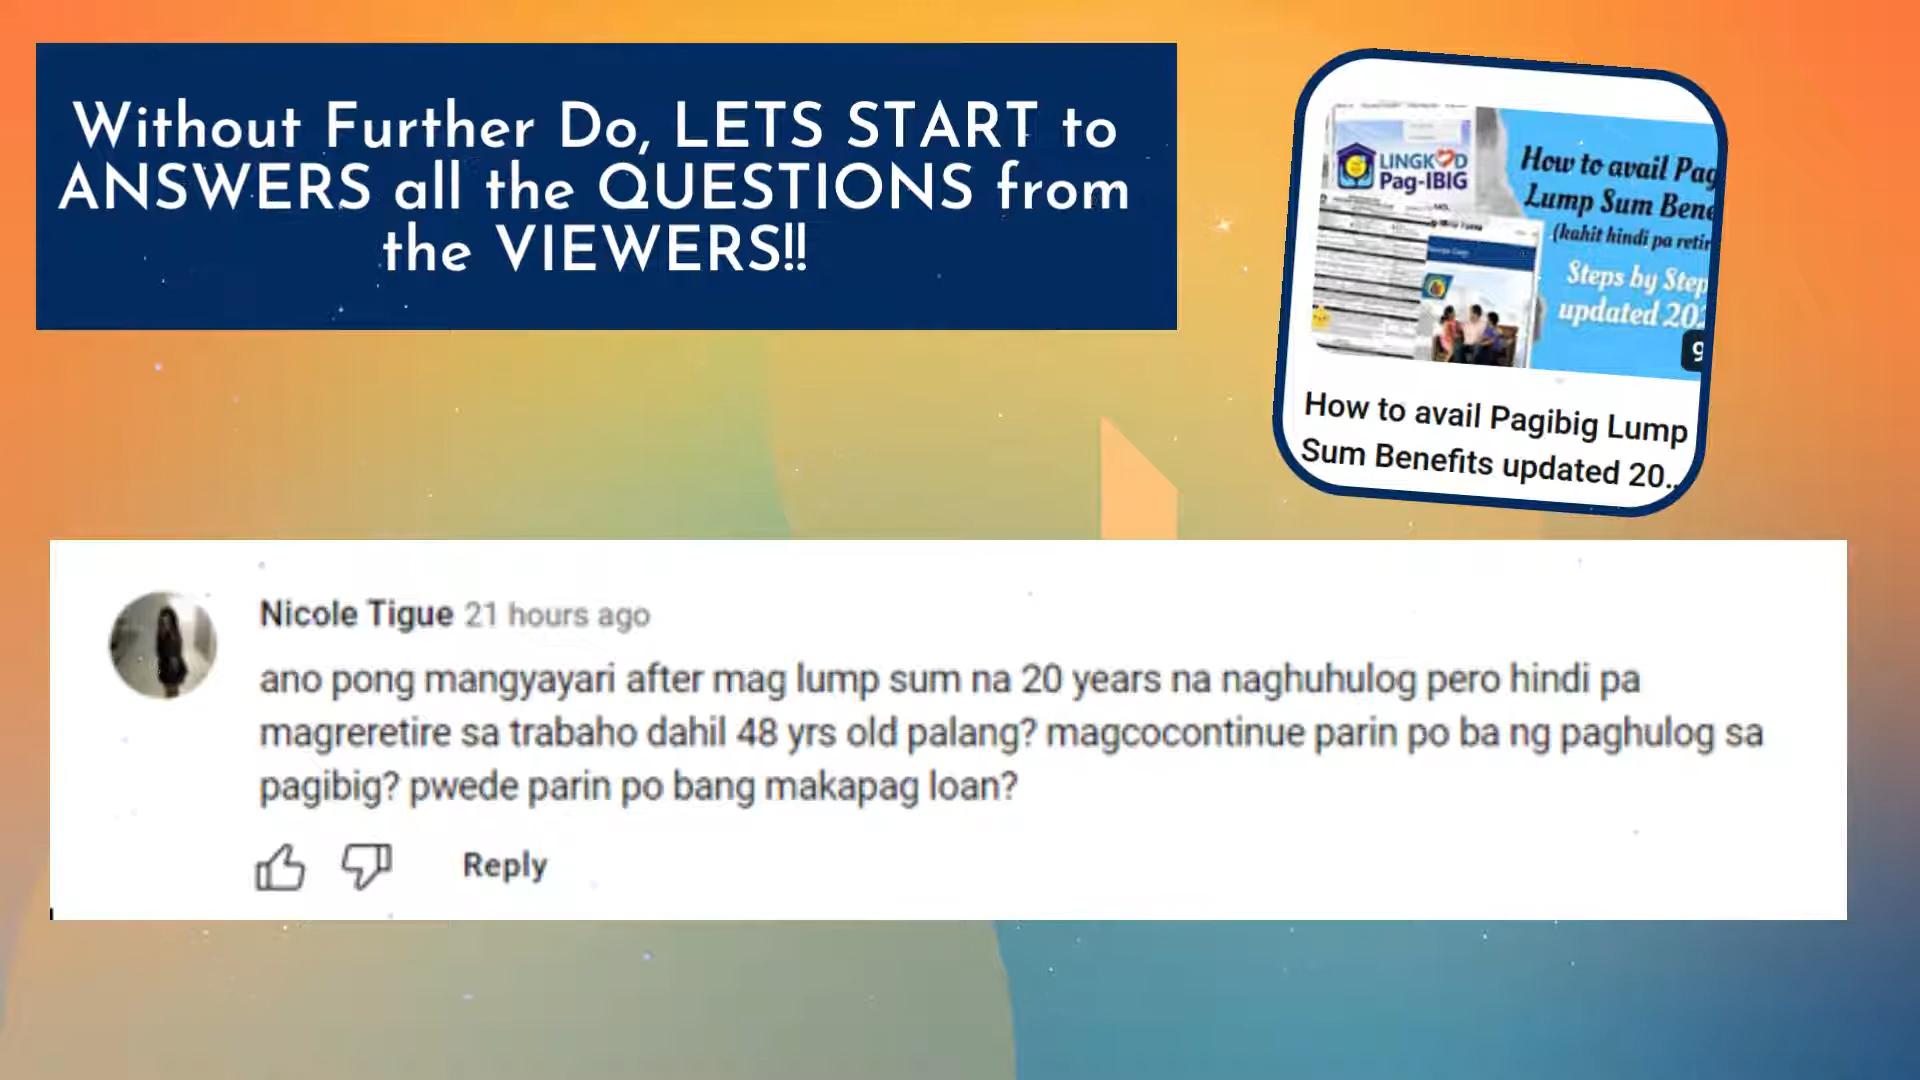 Without Further Do, LETS START to
ANSWERS all the QUESTIONS from
the VIEWERS!!
LINGKOD
Pag-IBIG
How to avail Pag
Lump Sum Bene
(kahit hindi pa retir
Steps by Step
updated 202
9
How to avail Pagibig Lump
Sum Benefits updated 20..
Nicole Tigue 21 hours ago
ano pong mangyayari after mag lump sum na 20 years na naghuhulog pero hindi pa
magreretire sa trabaho dahil 48 yrs old palang? magcocontinue parin po ba ng paghulog sa
pagibig? pwede parin po bang makapag loan?
Reply